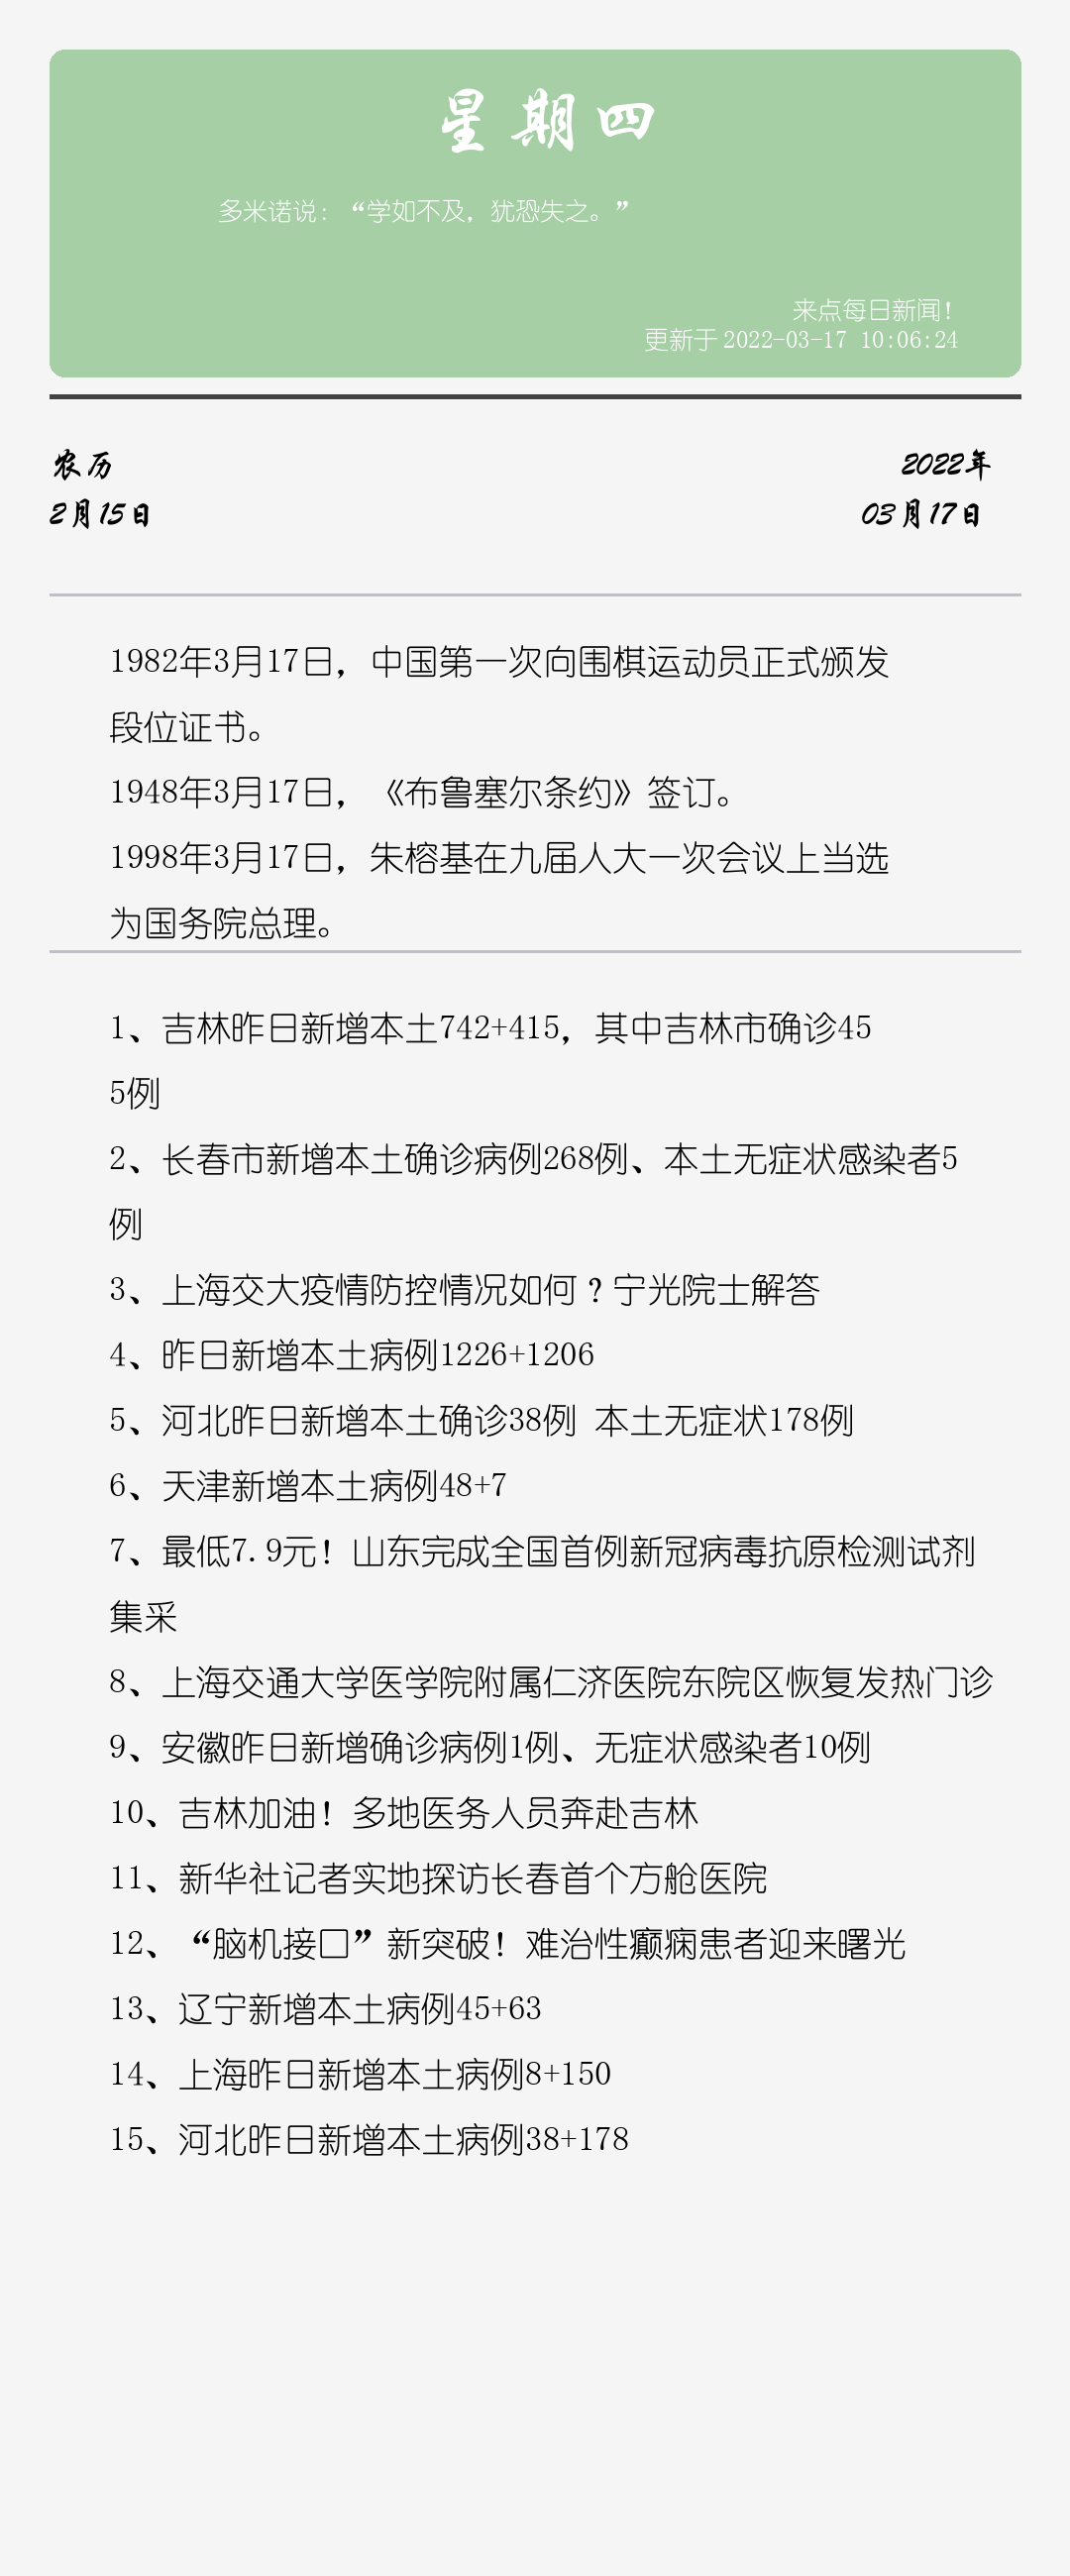 星期四
多米诺说：“学如不及，犹恐失之。”
来点每日新闻！
更新于 2022-03-17 10:06:24
农历
2月15日
2022年
03月17日
1982年3月17日，中国第一次向围棋运动员正式颁发
段位证书。
1948年3月17日，《布鲁塞尔条约》签订。
1998年3月17日，朱榕基在九届人大一次会议上当选
为国务院总理。
1、吉林昨日新增本土742+415，其中吉林市确诊45
5例
2、长春市新增本土确诊病例268例、本土无症状感染者5
例
3、上海交大疫情防控情况如何？宁光院士解答
4、昨日新增本土病例1226+1206
5、河北昨日新增本土确诊38例 本土无症状178例
6、天津新增本土病例48+7
7、最低7.9元！山东完成全国首例新冠病毒抗原检测试剂
集采
8、上海交通大学医学院附属仁济医院东院区恢复发热门诊
9、安徽昨日新增确诊病例1例、无症状感染者10例
10、吉林加油！多地医务人员奔赴吉林
11、新华社记者实地探访长春首个方舱医院
12、“脑机接口”新突破！难治性癫痫患者迎来曙光
13、辽宁新增本土病例45+63
14、上海昨日新增本土病例8+150
15、河北昨日新增本土病例38+178